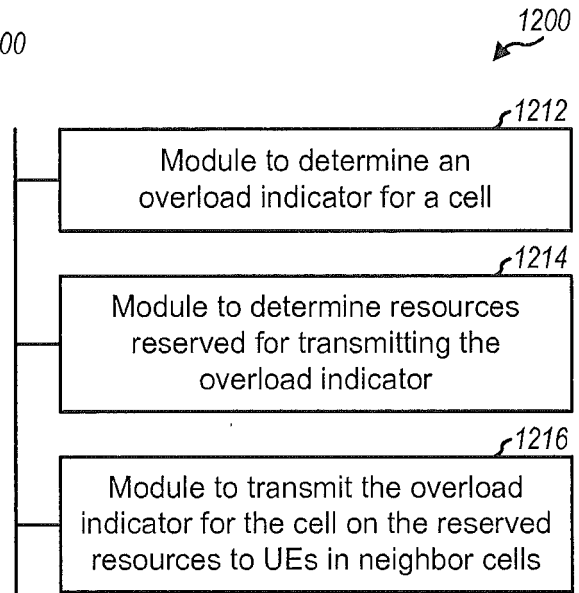 00
1200
1212
Module to determine an
overload indicator for a cell
1214
Module to determine resources
reserved for transmitting the
overload indicator
1216
Module to transmit the overload
indicator for the cell on the reserved
resources to UEs in neighbor cells